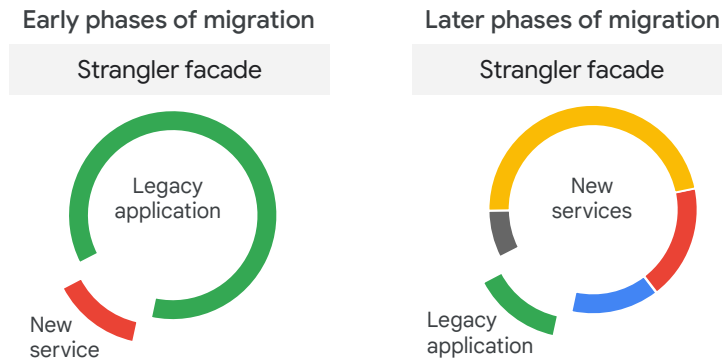 Early phases of migration
Strangler facade
Legacy
application
New
service
Later phases of migration
Strangler facade
New
services
Legacy
application